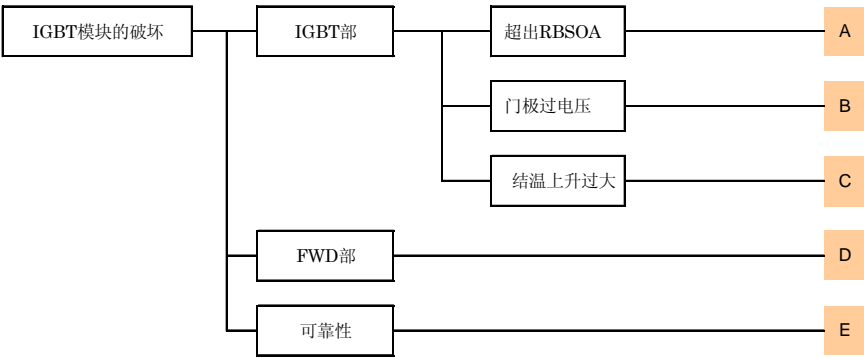 IGBT模块的破坏
IGBT部
超出RBSOA
A
门极过电压
B
结温上升过大
C
FWD部
D
可靠性
E